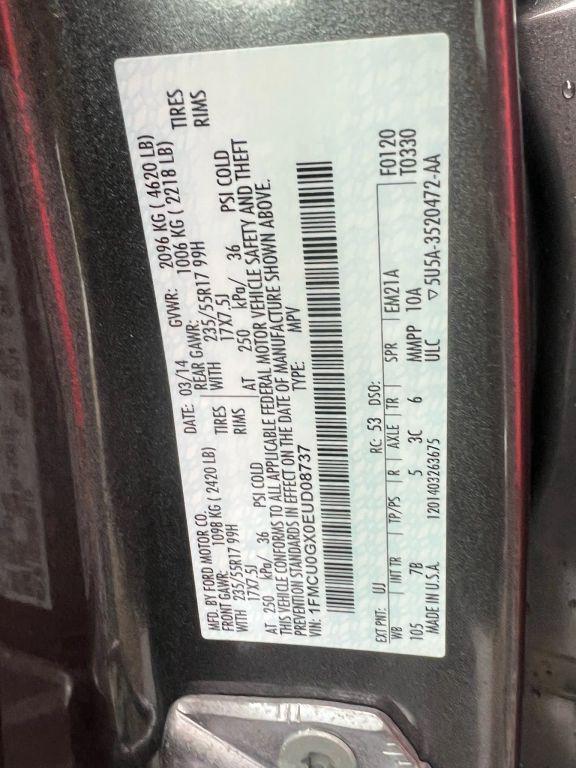 MFD. BY FORD MOTOR CO.
DATE: 03/14 GVWR: 2096 KG ( 4620 LB)
FRONT GAWR: 1098 KG ( 2420 LB) REAR GAWR: 1006 KG ( 2218 LB)
WITH 235/55R17 99H TIRES WITH 235/55R17 99H TIRES
17X7.5J RIMS 17X7.5J RIMS
AT 250 kPa/ 36 PSI COLD AT 250 kPa/ 36 PSI COLD
THIS VEHICLE CONFORMS TO ALL APPLICABLE FEDERAL MOTOR VEHICLE SAFETY AND THEFT
PREVENTION STANDARDS IN EFFECT ON THE DATE OF MANUFACTURE SHOWN ABOVE.
VIN: 1FMCU0GX0EUD08737 TYPE: MPV
F0120
T0330
EXT PNT: UJ RC: 53 DSO:
WB INT TR TP/PS R AXLE TR SPR EM21A
105 7B 5 3C 6 MMPP 10A
MADE IN U.S.A. 1201403263675 ULC ▽5U5A-3520472-AA